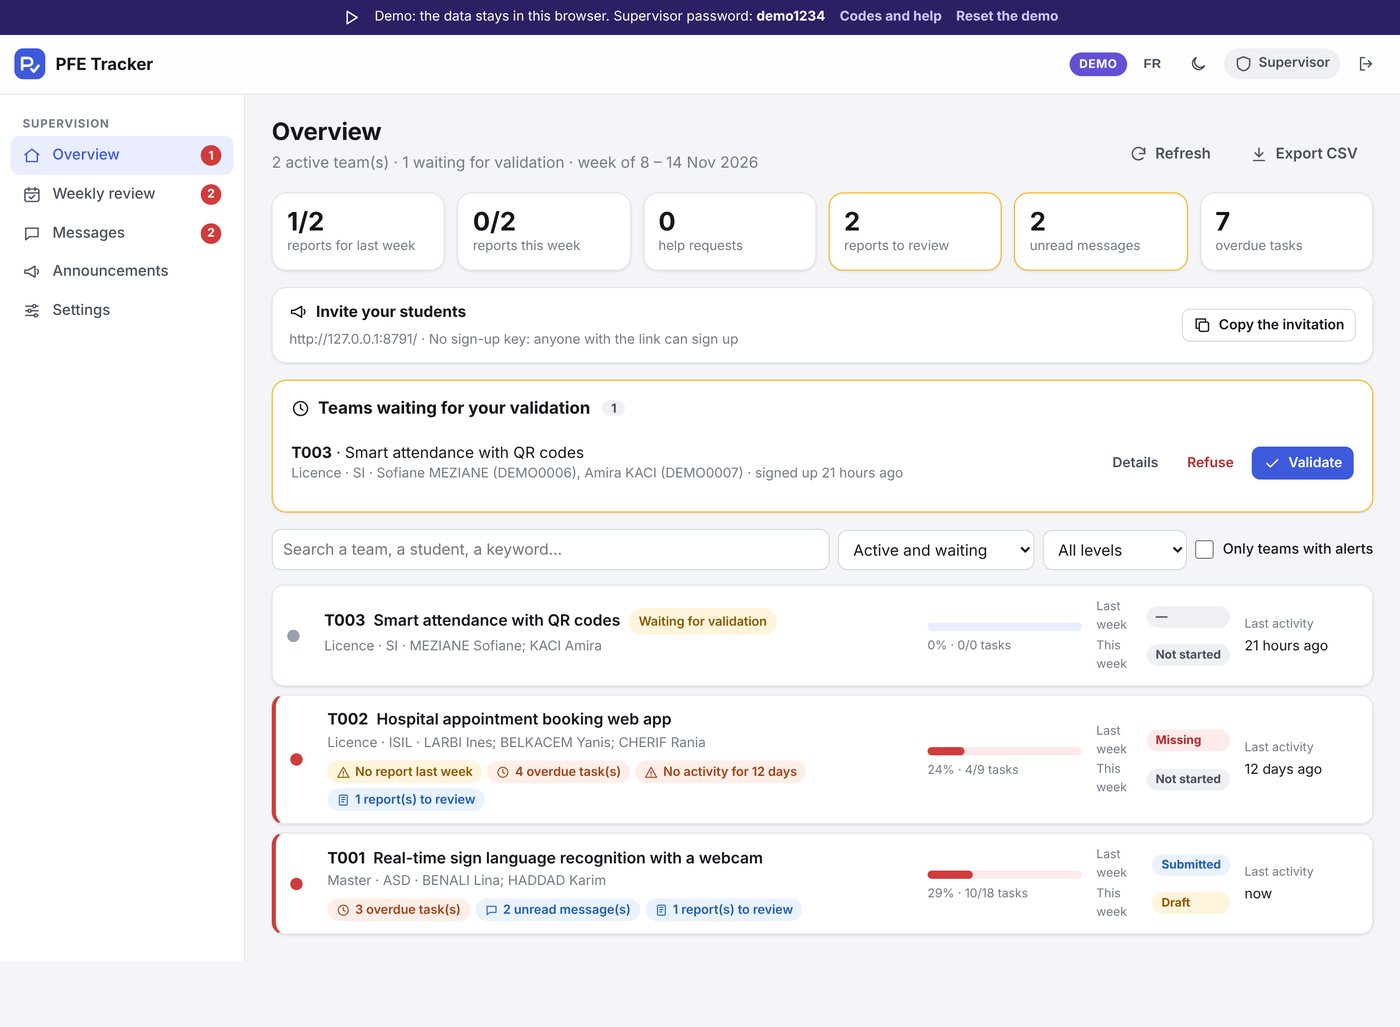 Demo: the data stays in this browser. Supervisor password: demo1234 Codes and help Reset the demo
PFE Tracker
DEMO FR Supervisor
SUPERVISION
Overview 1
Weekly review 2
Messages 2
Announcements
Settings
Overview
2 active team(s) · 1 waiting for validation · week of 8 – 14 Nov 2026
Refresh Export CSV
1/2
reports for last week
0/2
reports this week
0
help requests
2
reports to review
2
unread messages
7
overdue tasks
Invite your students
http://127.0.0.1:8791/ · No sign-up key: anyone with the link can sign up
Copy the invitation
Teams waiting for your validation 1
T003 · Smart attendance with QR codes
Licence · SI · Sofiane MEZIANE (DEMO0006), Amira KACI (DEMO0007) · signed up 21 hours ago
Details Refuse Validate
Search a team, a student, a keyword...
Active and waiting
All levels
Only teams with alerts
T003 Smart attendance with QR codes Waiting for validation
Licence · SI · MEZIANE Sofiane; KACI Amira
0% · 0/0 tasks
Last week —
This week Not started
Last activity
21 hours ago
T002 Hospital appointment booking web app
Licence · ISIL · LARBI Ines; BELKACEM Yanis; CHERIF Rania
No report last week 4 overdue task(s) No activity for 12 days
1 report(s) to review
24% · 4/9 tasks
Last week Missing
This week Not started
Last activity
12 days ago
T001 Real-time sign language recognition with a webcam
Master · ASD · BENALI Lina; HADDAD Karim
3 overdue task(s) 2 unread message(s) 1 report(s) to review
29% · 10/18 tasks
Last week Submitted
This week Draft
Last activity
now